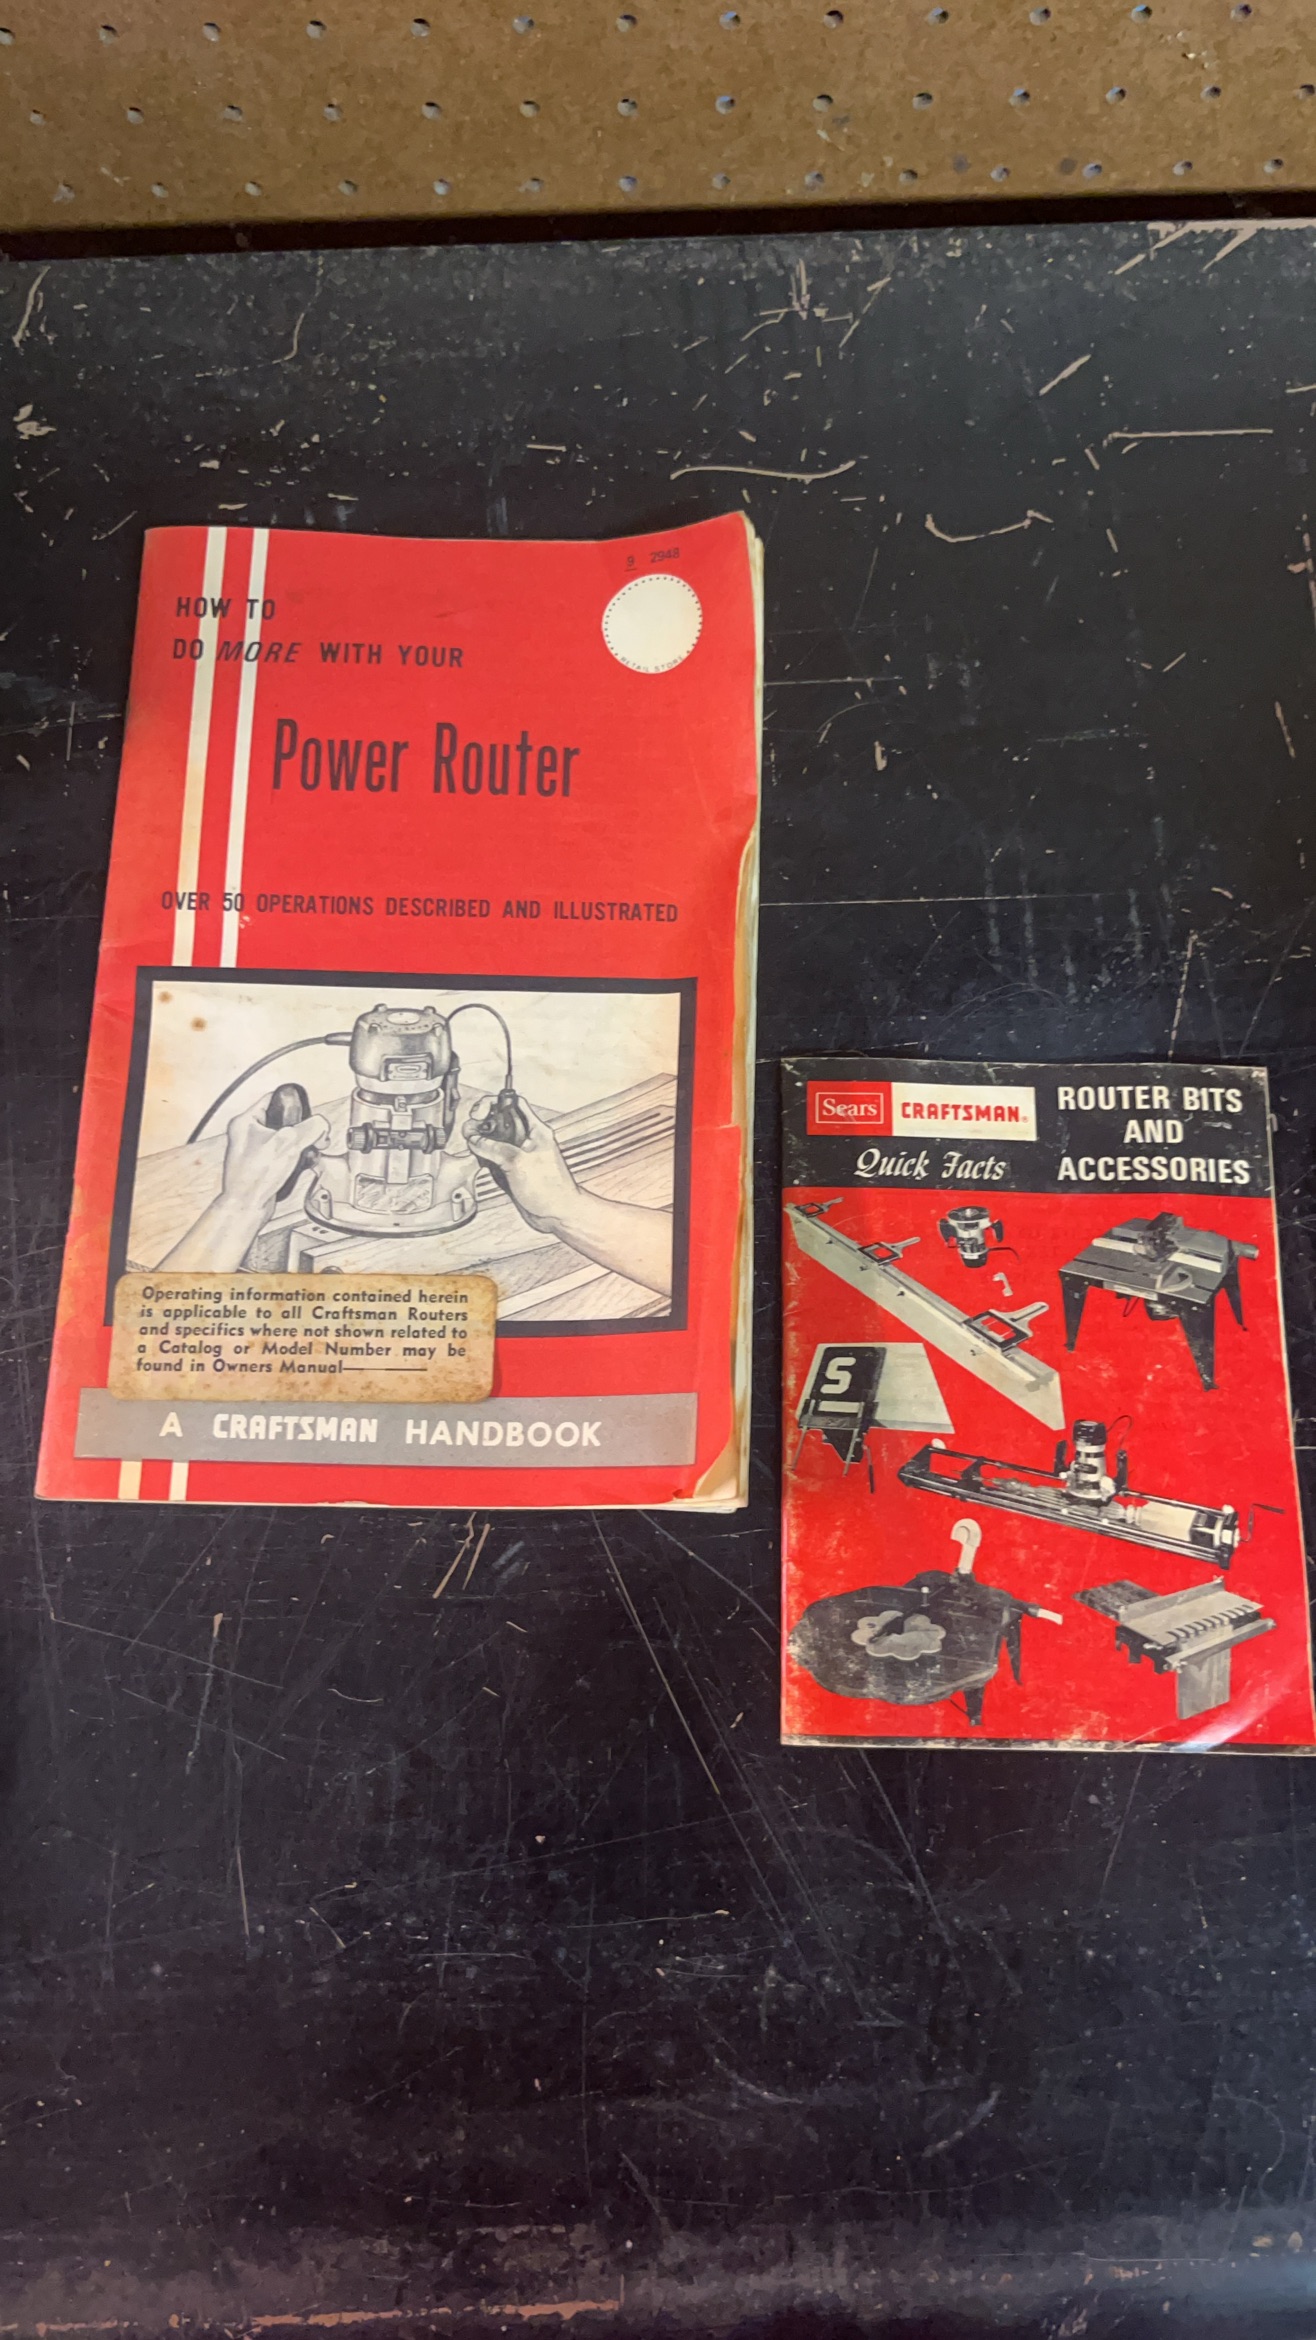 9 2948
RETAIL STORE
HOW TO
DO MORE WITH YOUR
Power Router
OVER 50 OPERATIONS DESCRIBED AND ILLUSTRATED
Operating information contained herein
is applicable to all Craftsman Routers
and specifics where not shown related to
a Catalog or Model Number may be
found in Owners Manual
A CRAFTSMAN HANDBOOK
Sears CRAFTSMAN®
Quick Facts
ROUTER BITS
AND
ACCESSORIES
S